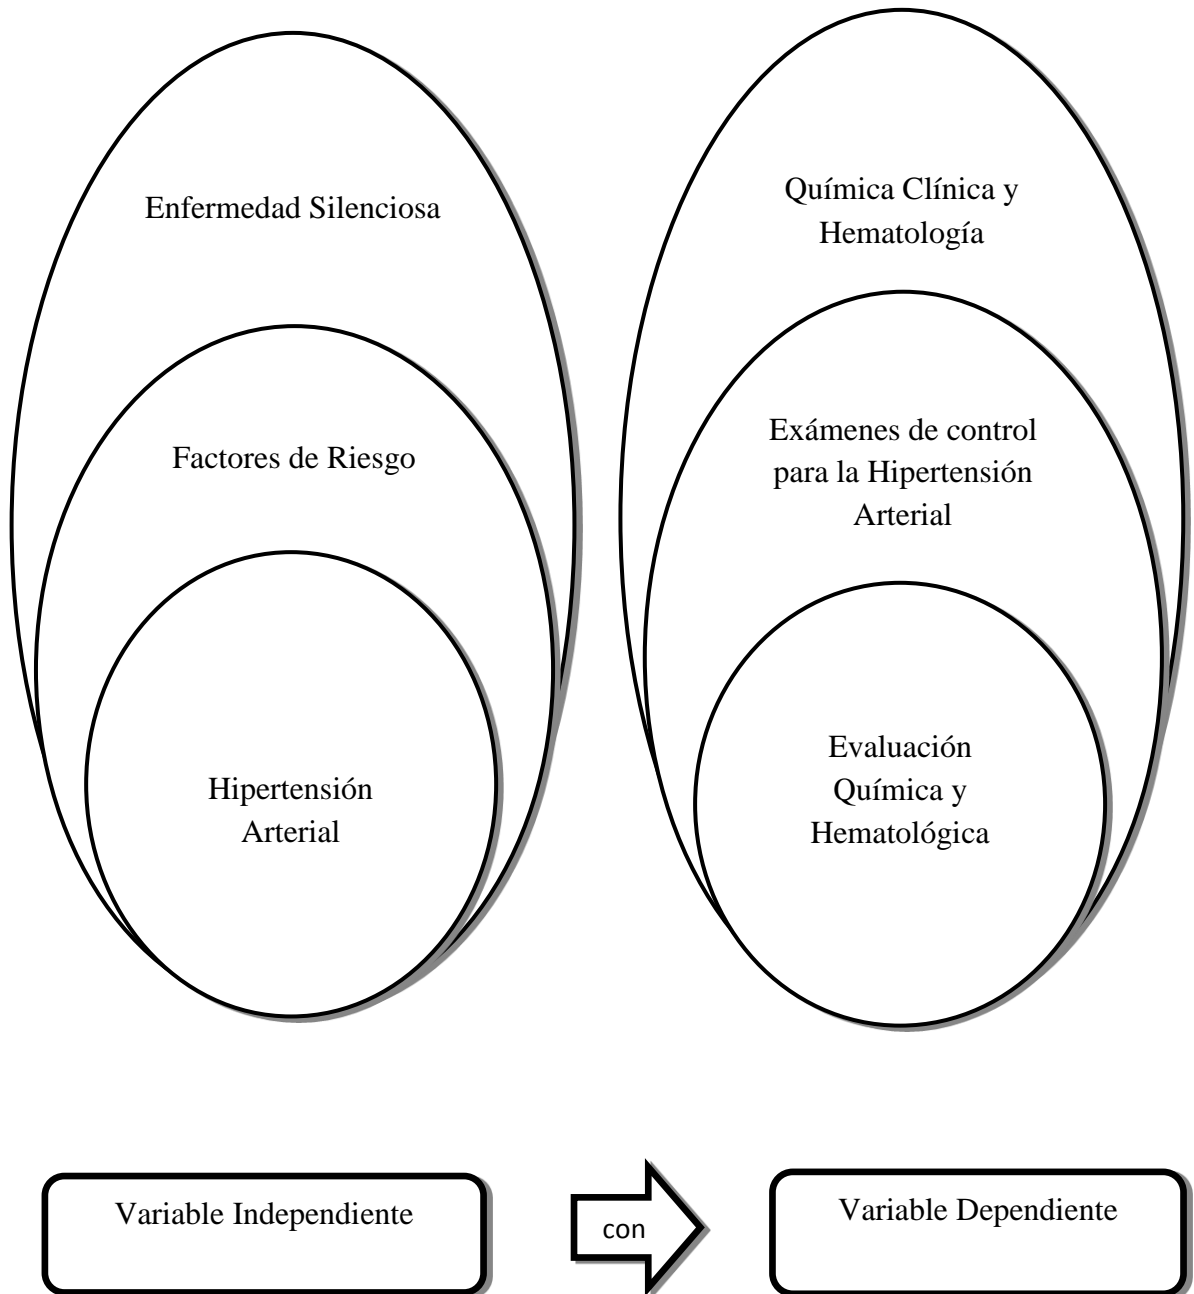 Enfermedad Silenciosa
Factores de Riesgo
Hipertensión
Arterial
Química Clínica y
Hematología
Exámenes de control
para la Hipertensión
Arterial
Evaluación
Química y
Hematológica
Variable Independiente
con
Variable Dependiente